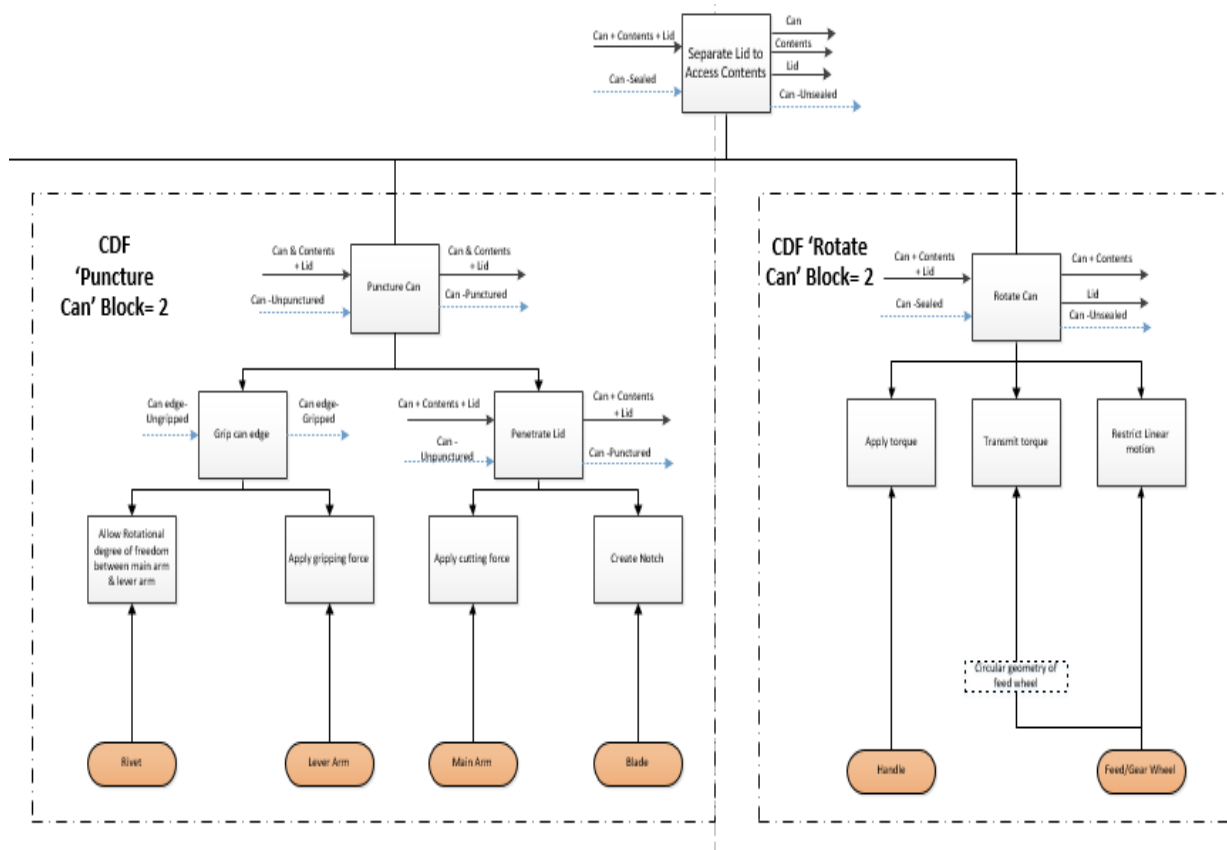 Can + Contents + Lid
Can -Sealed
Separate Lid to
Access Contents
Can
Contents
Lid
Can -Unsealed
CDF
'Puncture
Can' Block= 2
Can & Contents
+ Lid
Can -Unpunctured
Puncture Can
Can & Contents
+ Lid
Can -Punctured
CDF 'Rotate
Can' Block= 2
Can + Contents
+ Lid
Can -Sealed
Rotate Can
Can + Contents
Lid
Can -Unsealed
Can edge-
Ungripped
Grip can edge
Can edge-
Gripped
Can + Contents + Lid
Can -
Unpunctured
Penetrate Lid
Can + Contents
+ Lid
Can -Punctured
Apply torque
Transmit torque
Restrict Linear
motion
Allow Rotational
degree of freedom
between main arm
& lever arm
Apply gripping force
Apply cutting force
Create Notch
Circular geometry of
feed wheel
Rivet
Lever Arm
Main Arm
Blade
Handle
Feed/Gear Wheel